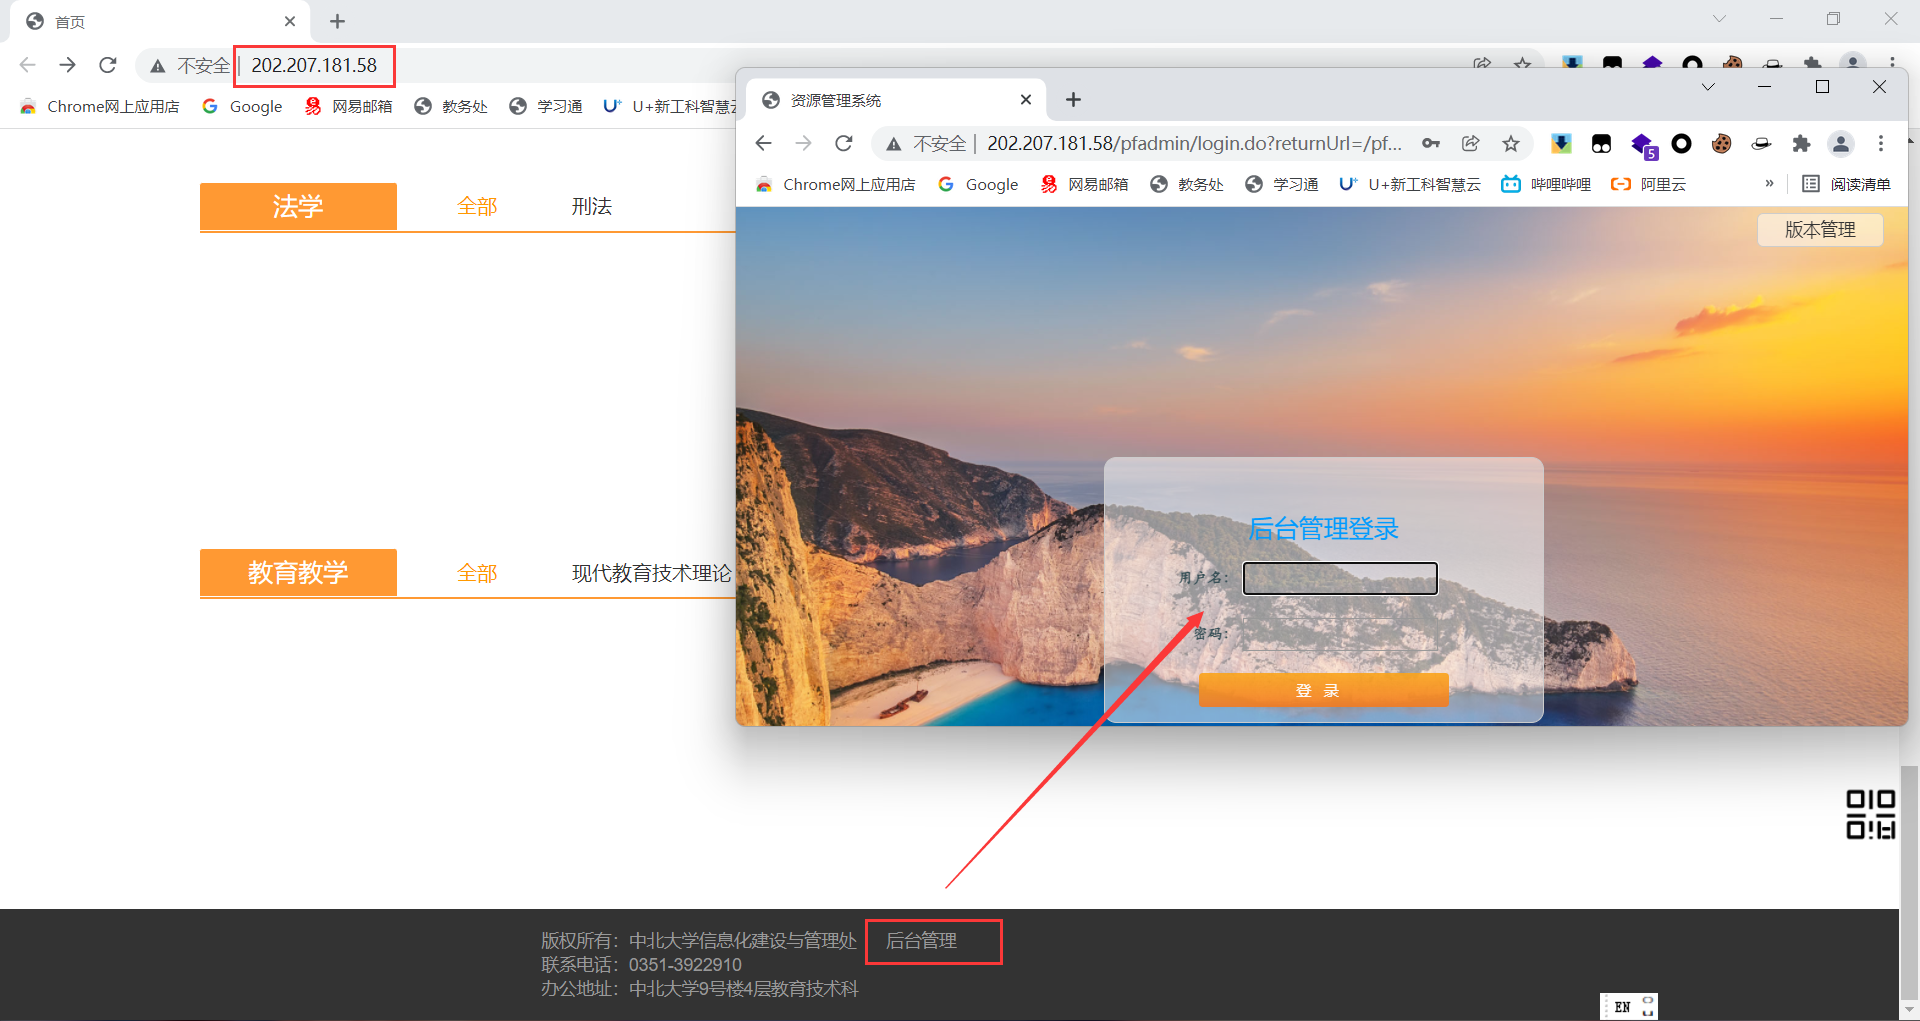 首页
不安全 | 202.207.181.58
Chrome网上应用店 Google 网易邮箱 教务处 学习通 U+新工科智慧云
法学 全部 刑法
教育教学 全部 现代教育技术理论
资源管理系统
不安全 | 202.207.181.58/pfadmin/login.do?returnUrl=/pf...
5
Chrome网上应用店 Google 网易邮箱 教务处 学习通 U+新工科智慧云 哔哩哔哩 阿里云 » 阅读清单
版本管理
后台管理登录
用户名：
密码：
登 录
版权所有：中北大学信息化建设与管理处 后台管理
联系电话：0351-3922910
办公地址：中北大学9号楼4层教育技术科
EN